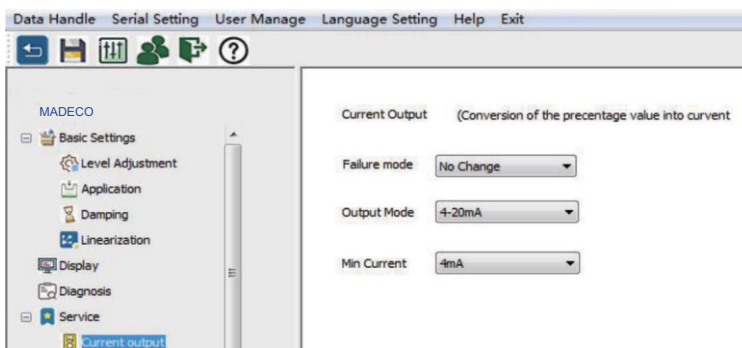 Data Handle Serial Setting User Manage Language Setting Help Exit
MADECO
Basic Settings
Level Adjustment
Application
Damping
Linearization
Display
Diagnosis
Service
Current output
Current Output (Conversion of the precentage value into curvent
Failure mode No Change
Output Mode 4-20mA
Min Current 4mA